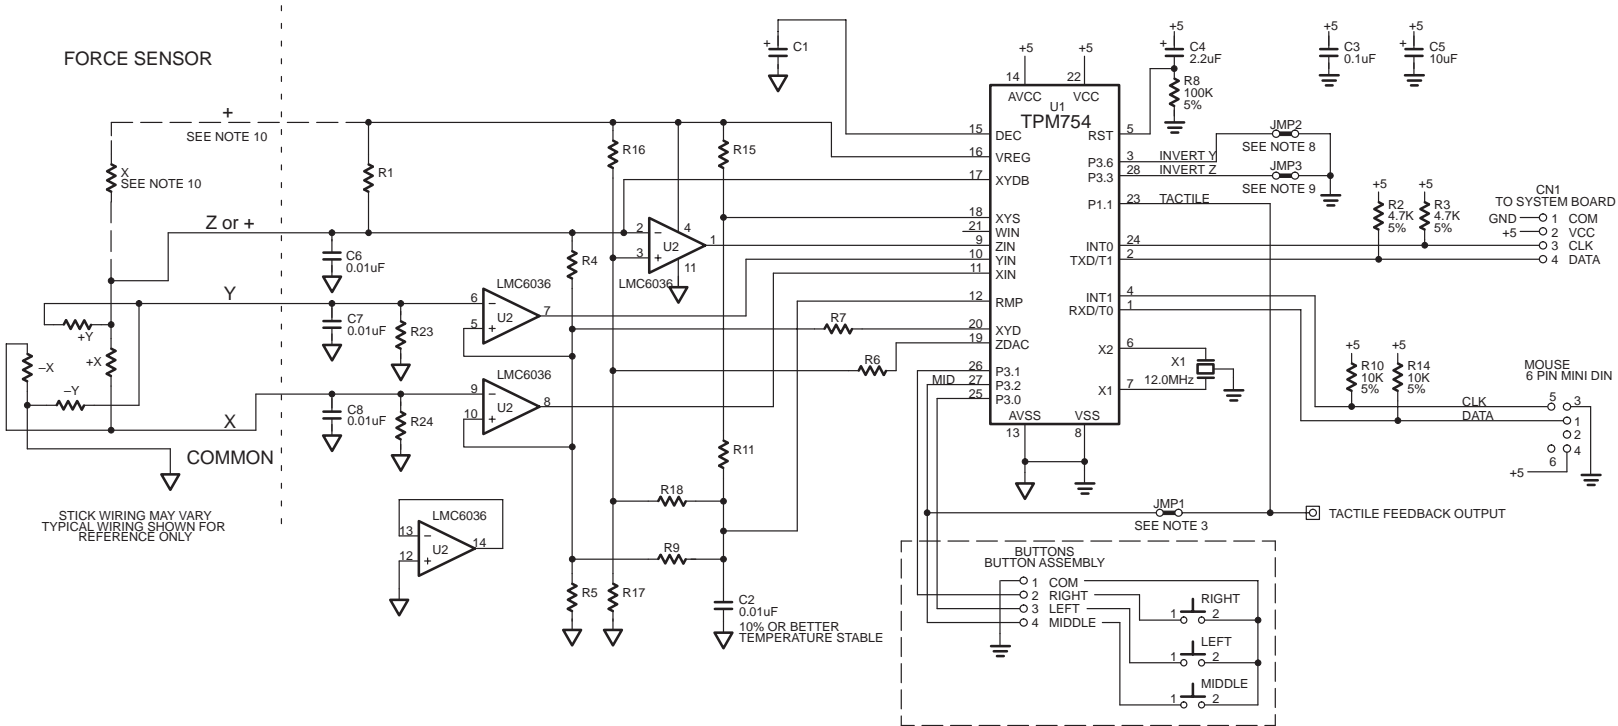 FORCE SENSOR
+
SEE NOTE 10
X
SEE NOTE 10
Z or +
Y
X
COMMON
+Y
–X
+X
–Y
STICK WIRING MAY VARY
TYPICAL WIRING SHOWN FOR
REFERENCE ONLY
R1
C6
0.01uF
C7
0.01uF
R23
C8
0.01uF
R24
LMC6036
6
–
U2
7
5
+
LMC6036
9
–
U2
8
10
+
LMC6036
13
–
U2
14
12
+
+
C1
R16
R15
R4
2
–
4
U2
1
3
+
11
LMC6036
R7
R6
R11
R18
R9
R5
R17
C2
0.01uF
10% OR BETTER
TEMPERATURE STABLE
+5
+5
14
22
AVCC
VCC
U1
TPM754
15
DEC
16
VREG
17
XYDB
18
XYS
21
WIN
9
ZIN
10
YIN
11
XIN
12
RMP
20
XYD
19
ZDAC
26
P3.1
MID
27
P3.2
25
P3.0
AVSS
VSS
13
8
RST
5
P3.6
3
INVERT Y
P3.3
28
INVERT Z
P1.1
23
TACTILE
INT0
24
TXD/T1
2
INT1
4
RXD/T0
1
X2
6
X1
7
X1
12.0MHz
+5
+
C4
2.2uF
R8
100K
5%
+5
C3
0.1uF
+5
+
C5
10uF
JMP2
SEE NOTE 8
JMP3
SEE NOTE 9
+5
R2
4.7K
5%
+5
R3
4.7K
5%
CN1
TO SYSTEM BOARD
GND
1
COM
+5
2
VCC
3
CLK
4
DATA
+5
R10
10K
5%
+5
R14
10K
5%
MOUSE
6 PIN MINI DIN
CLK
5
3
DATA
1
2
4
6
+5
JMP1
SEE NOTE 3
TACTILE FEEDBACK OUTPUT
BUTTONS
BUTTON ASSEMBLY
1
COM
2
RIGHT
3
LEFT
4
MIDDLE
RIGHT
1
2
LEFT
1
2
MIDDLE
1
2